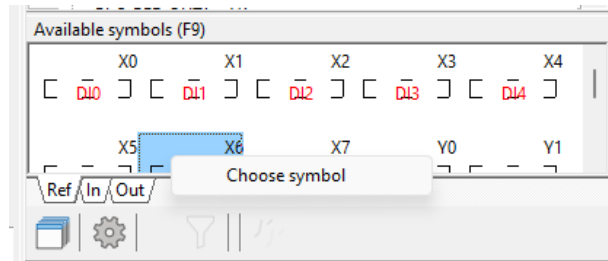 Available symbols (F9)
X0 X1 X2 X3 X4
DI0 DI1 DI2 DI3 DI4
X5 X6 X7 Y0 Y1
Choose symbol
Ref In Out